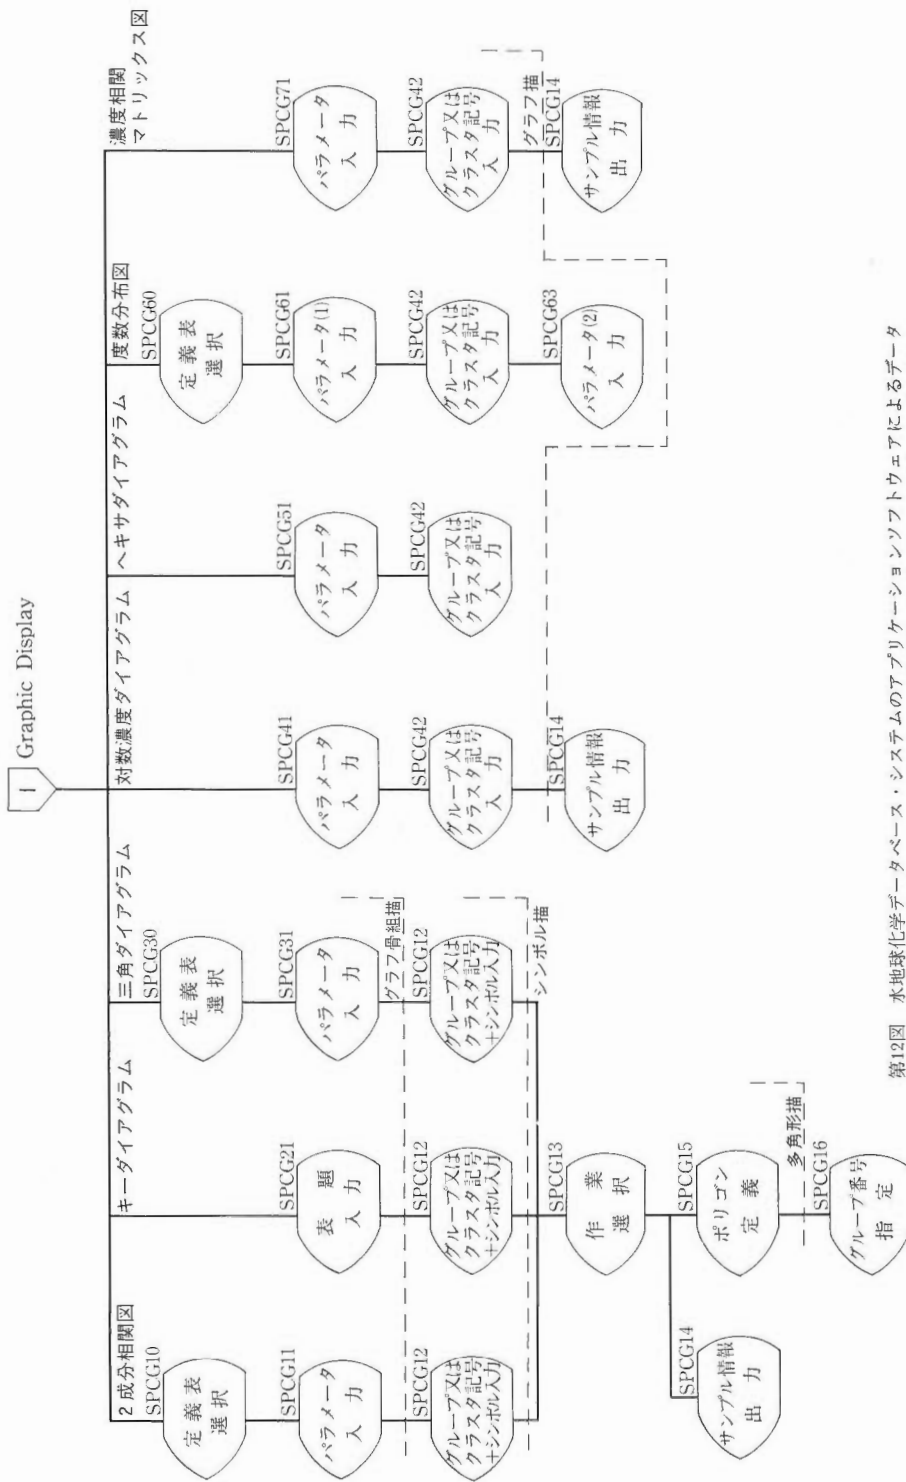 1 Graphic Display
2成分相関図
SPCG10
定義表
選択
SPCG11
パラメータ
入力
SPCG12
グループ又は
クラスタ記号
+シンボル入力
キーダイアグラム
SPCG21
表題
入力
グラフ骨組描
SPCG12
グループ又は
クラスタ記号
+シンボル入力
三角ダイアグラム
SPCG30
定義表
選択
SPCG31
パラメータ
入力
SPCG12
グループ又は
クラスタ記号
+シンボル入力
シンボル描
SPCG13
作業
選択
SPCG14
サンプル情報
出力
SPCG15
ポリゴン
定義
多角形描
SPCG16
グループ番号
指定
対数濃度ダイアグラム
SPCG41
パラメータ
入力
SPCG42
グループ又は
クラスタ記号
入力
SPCG14
サンプル情報
出力
ヘキサダイアグラム
SPCG51
パラメータ
入力
SPCG42
グループ又は
クラスタ記号
入力
度数分布図
SPCG60
定義表
選択
SPCG61
パラメータ(1)
入力
SPCG42
グループ又は
クラスタ記号
入力
SPCG63
パラメータ(2)
入力
濃度相関
マトリックス図
SPCG71
パラメータ
入力
SPCG42
グループ又は
クラスタ記号
入力
グラフ描
SPCG14
サンプル情報
出力
第12図 水地球化学データベース・システムのアプリケーションソフトウェアによるデータ